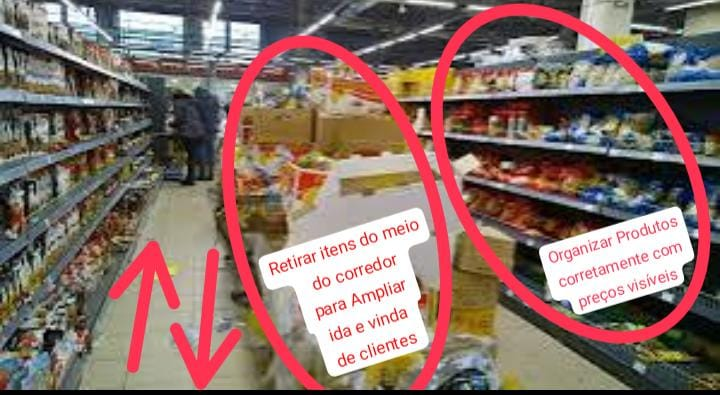 Retirar itens do meio
do corredor
para Ampliar
ida e vinda
de clientes
Organizar Produtos
corretamente com
preços visíveis